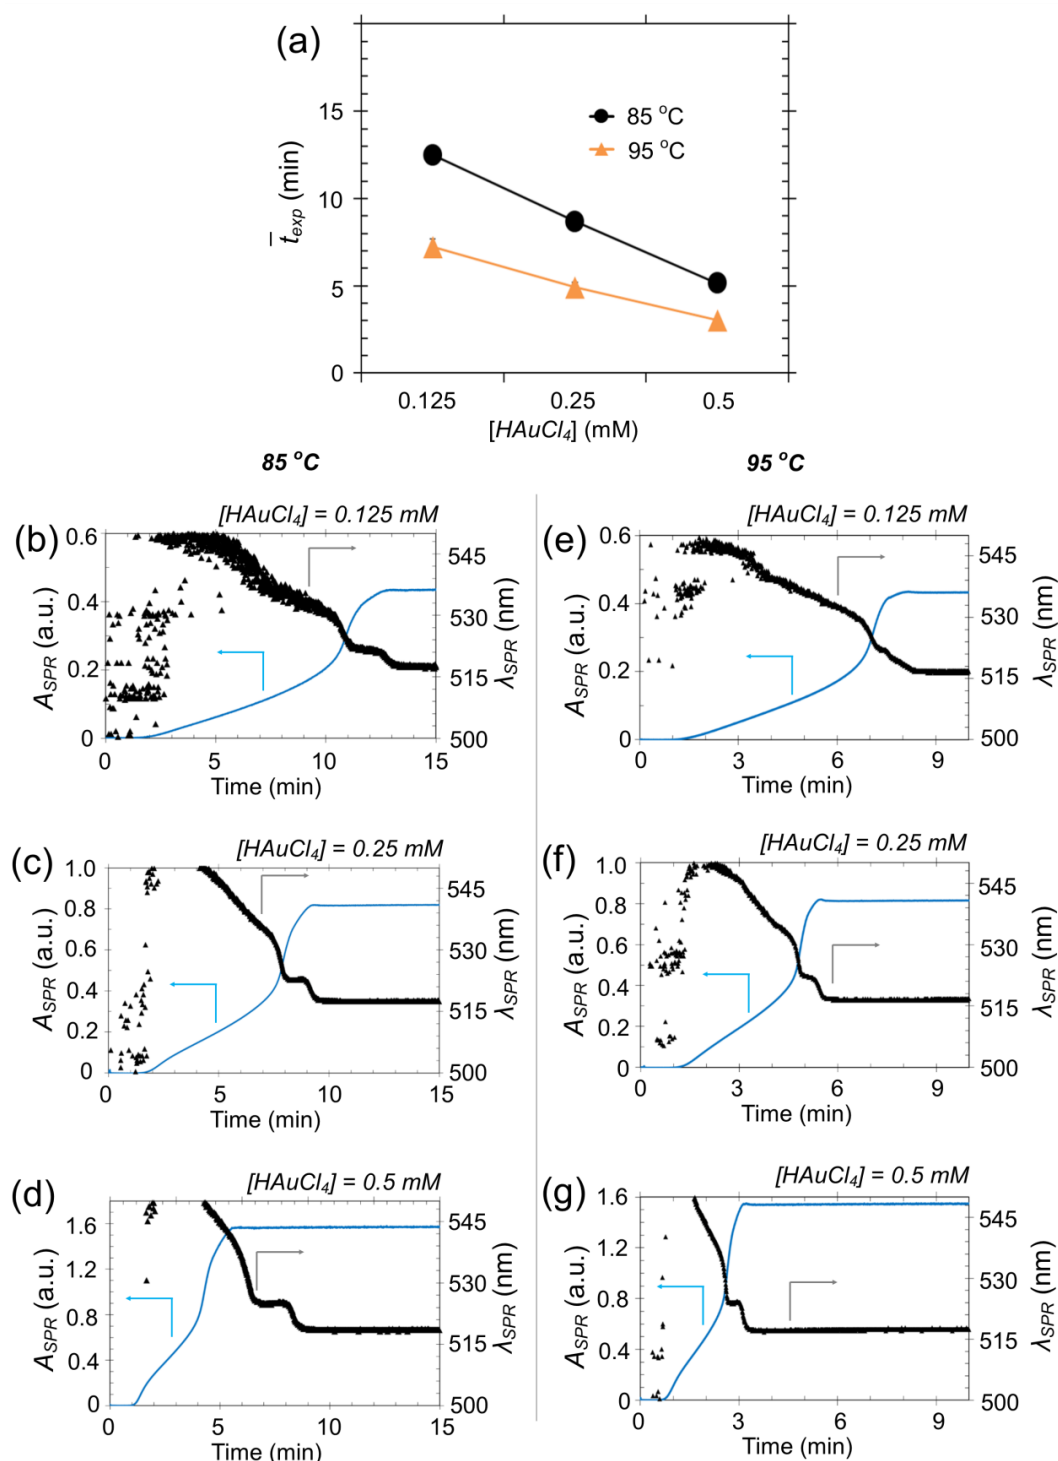 (a)
15
10
5
0
t̅exp (min)
85 °C
95 °C
0.125 0.25 0.5
[HAuCl4] (mM)
85 °C
95 °C
(b)
[HAuCl4] = 0.125 mM
0.6
0.4
0.2
0
ASPR (a.u.)
545
530
515
500
λSPR (nm)
0 5 10 15
Time (min)
(e)
[HAuCl4] = 0.125 mM
0.6
0.4
0.2
0
ASPR (a.u.)
545
530
515
500
λSPR (nm)
0 3 6 9
Time (min)
(c)
[HAuCl4] = 0.25 mM
1.0
0.8
0.6
0.4
0.2
0
ASPR (a.u.)
545
530
515
500
λSPR (nm)
0 5 10 15
Time (min)
(f)
[HAuCl4] = 0.25 mM
1.0
0.8
0.6
0.4
0.2
0
ASPR (a.u.)
545
530
515
500
λSPR (nm)
0 3 6 9
Time (min)
(d)
[HAuCl4] = 0.5 mM
1.6
1.2
0.8
0.4
0
ASPR (a.u.)
545
530
515
500
λSPR (nm)
0 5 10 15
Time (min)
(g)
[HAuCl4] = 0.5 mM
1.6
1.2
0.8
0.4
0
ASPR (a.u.)
545
530
515
500
λSPR (nm)
0 3 6 9
Time (min)